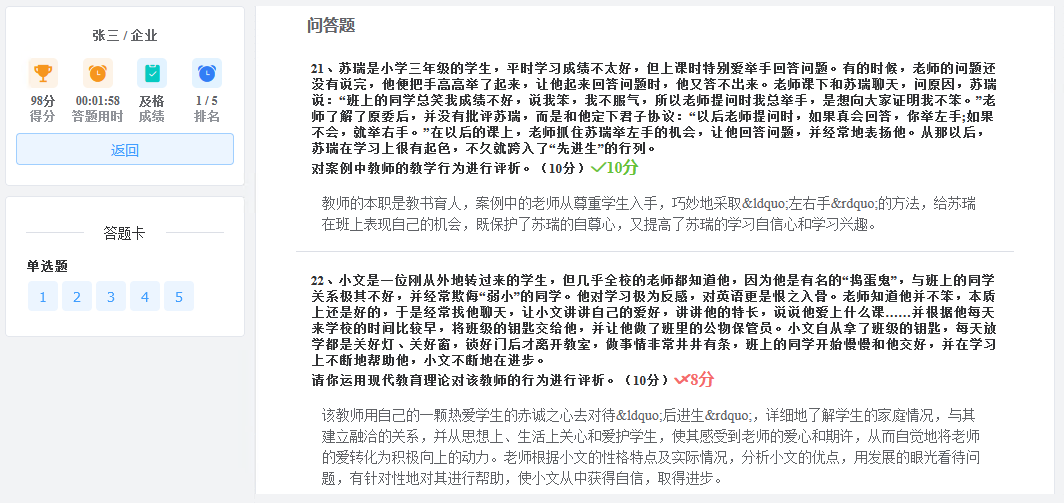 张三 / 企业
98分
得分
00:01:58
答题用时
及格
成绩
1 / 5
排名
返回
答题卡
单选题
1 2 3 4 5
问答题
21、苏瑞是小学三年级的学生，平时学习成绩不太好，但上课时特别爱举手回答问题。有的时候，老师的问题还
没有说完，他便把手高高举了起来，让他起来回答问题时，他又答不出来。老师课下和苏瑞聊天，问原因，苏瑞
说：“班上的同学总笑我成绩不好，说我笨，我不服气，所以老师提问时我总举手，是想向大家证明我不笨。”老
师了解了原委后，并没有批评苏瑞，而是和他定下君子协议：“以后老师提问时，如果真会回答，你举左手;如果
不会，就举右手。”在以后的课上，老师抓住苏瑞举左手的机会，让他回答问题，并经常地表扬他。从那以后，
苏瑞在学习上很有起色，不久就跨入了“先进生”的行列。
对案例中教师的教学行为进行评析。（10分）✓10分
教师的本职是教书育人，案例中的老师从尊重学生入手，巧妙地采取&ldquo;左右手&rdquo;的方法，给苏瑞
在班上表现自己的机会，既保护了苏瑞的自尊心，又提高了苏瑞的学习自信心和学习兴趣。
22、小文是一位刚从外地转过来的学生，但几乎全校的老师都知道他，因为他是有名的“捣蛋鬼”，与班上的同学
关系极其不好，并经常欺侮“弱小”的同学。他对学习极为反感，对英语更是恨之入骨。老师知道他并不笨，本质
上还是好的，于是经常找他聊天，让小文讲讲自己的爱好，讲讲他的特长，说说他爱上什么课……并根据他每天
来学校的时间比较早，将班级的钥匙交给他，并让他做了班里的公物保管员。小文自从拿了班级的钥匙，每天放
学都是关好灯、关好窗，锁好门后才离开教室，做事情非常井井有条，班上的同学开始慢慢和他交好，并在学习
上不断地帮助他，小文不断地在进步。
请你运用现代教育理论对该教师的行为进行评析。（10分）8分
该教师用自己的一颗热爱学生的赤诚之心去对待&ldquo;后进生&rdquo;，详细地了解学生的家庭情况，与其
建立融洽的关系，并从思想上、生活上关心和爱护学生，使其感受到老师的爱心和期许，从而自觉地将老师
的爱转化为积极向上的动力。老师根据小文的性格特点及实际情况，分析小文的优点，用发展的眼光看待问
题，有针对性地对其进行帮助，使小文从中获得自信，取得进步。